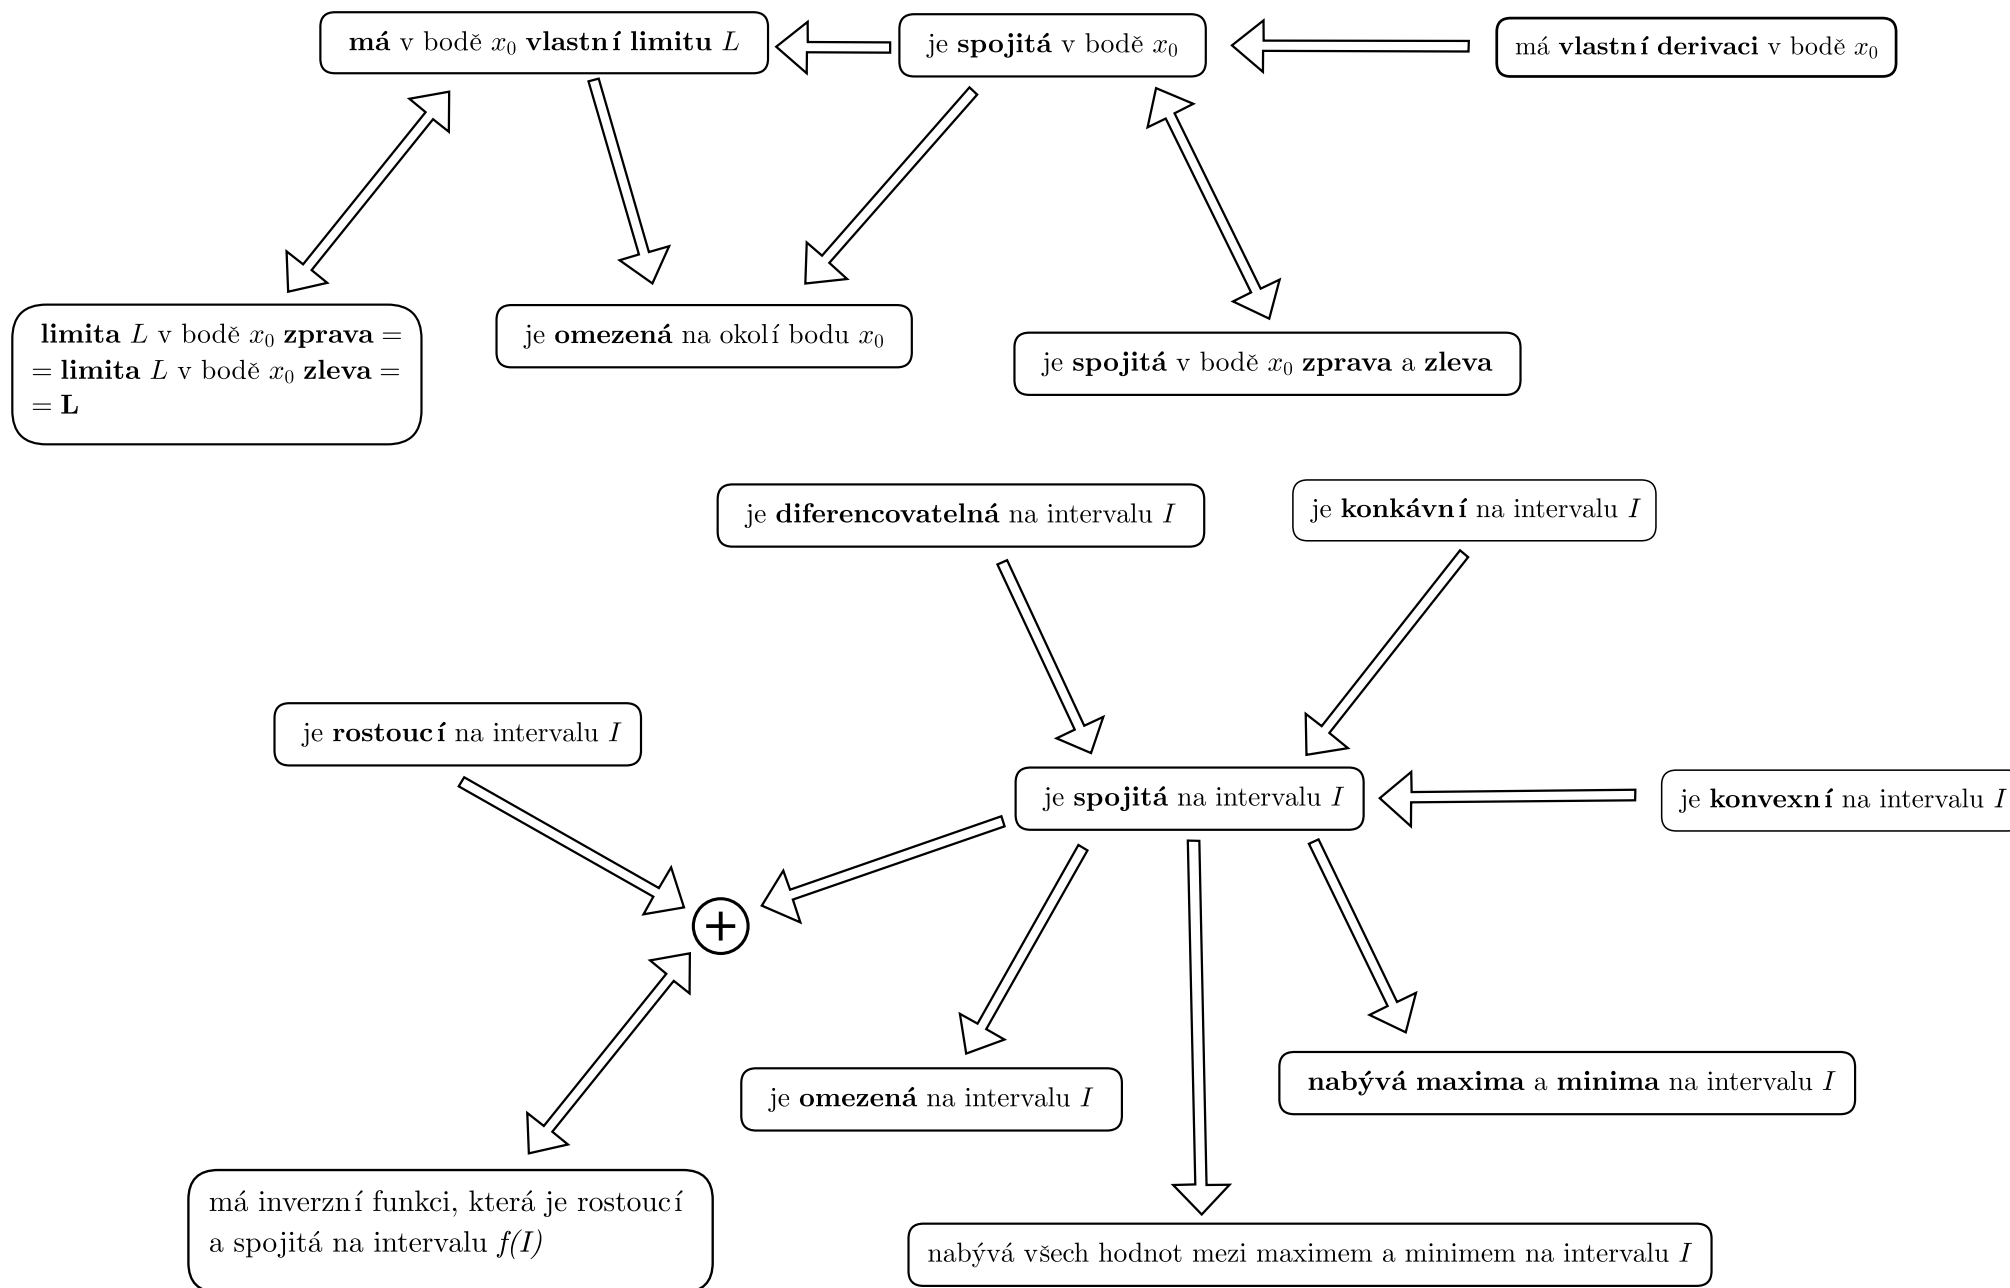 má v bodě x₀ vlastní limitu L
je spojitá v bodě x₀
má vlastní derivaci v bodě x₀
limita L v bodě x₀ zprava =
= limita L v bodě x₀ zleva =
= L
je omezená na okolí bodu x₀
je spojitá v bodě x₀ zprava a zleva
je diferencovatelná na intervalu I
je konkávní na intervalu I
je rostoucí na intervalu I
je spojitá na intervalu I
je konvexní na intervalu I
+
je omezená na intervalu I
nabývá maxima a minima na intervalu I
má inverzní funkci, která je rostoucí
a spojitá na intervalu f(I)
nabývá všech hodnot mezi maximem a minimem na intervalu I